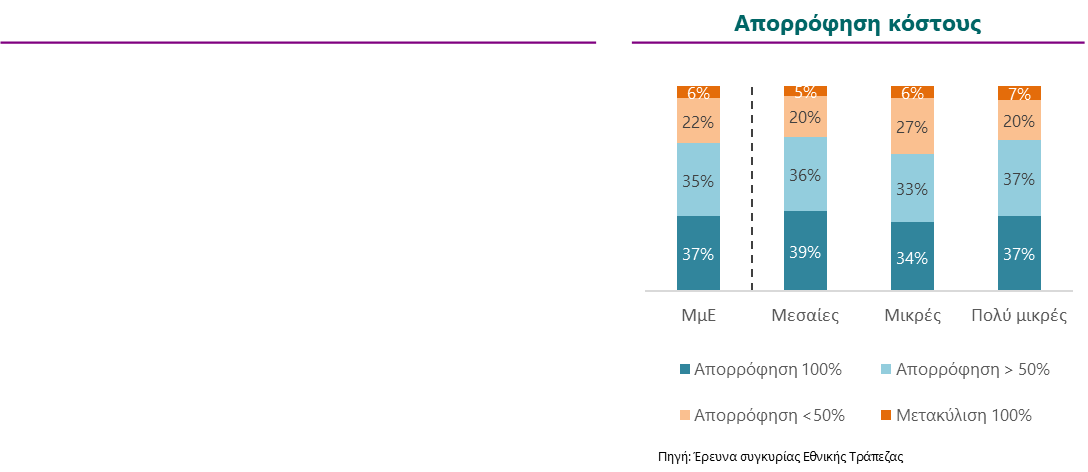 Απορρόφηση κόστους
6% 5% 6% 7%
22% 20% 27% 20%
35% 36% 33% 37%
37% 39% 34% 37%
ΜμΕ Μεσαίες Μικρές Πολύ μικρές
Απορρόφηση 100% Απορρόφηση > 50%
Απορρόφηση <50% Μετακύλιση 100%
Πηγή: Έρευνα συγκυρίας Εθνικής Τράπεζας